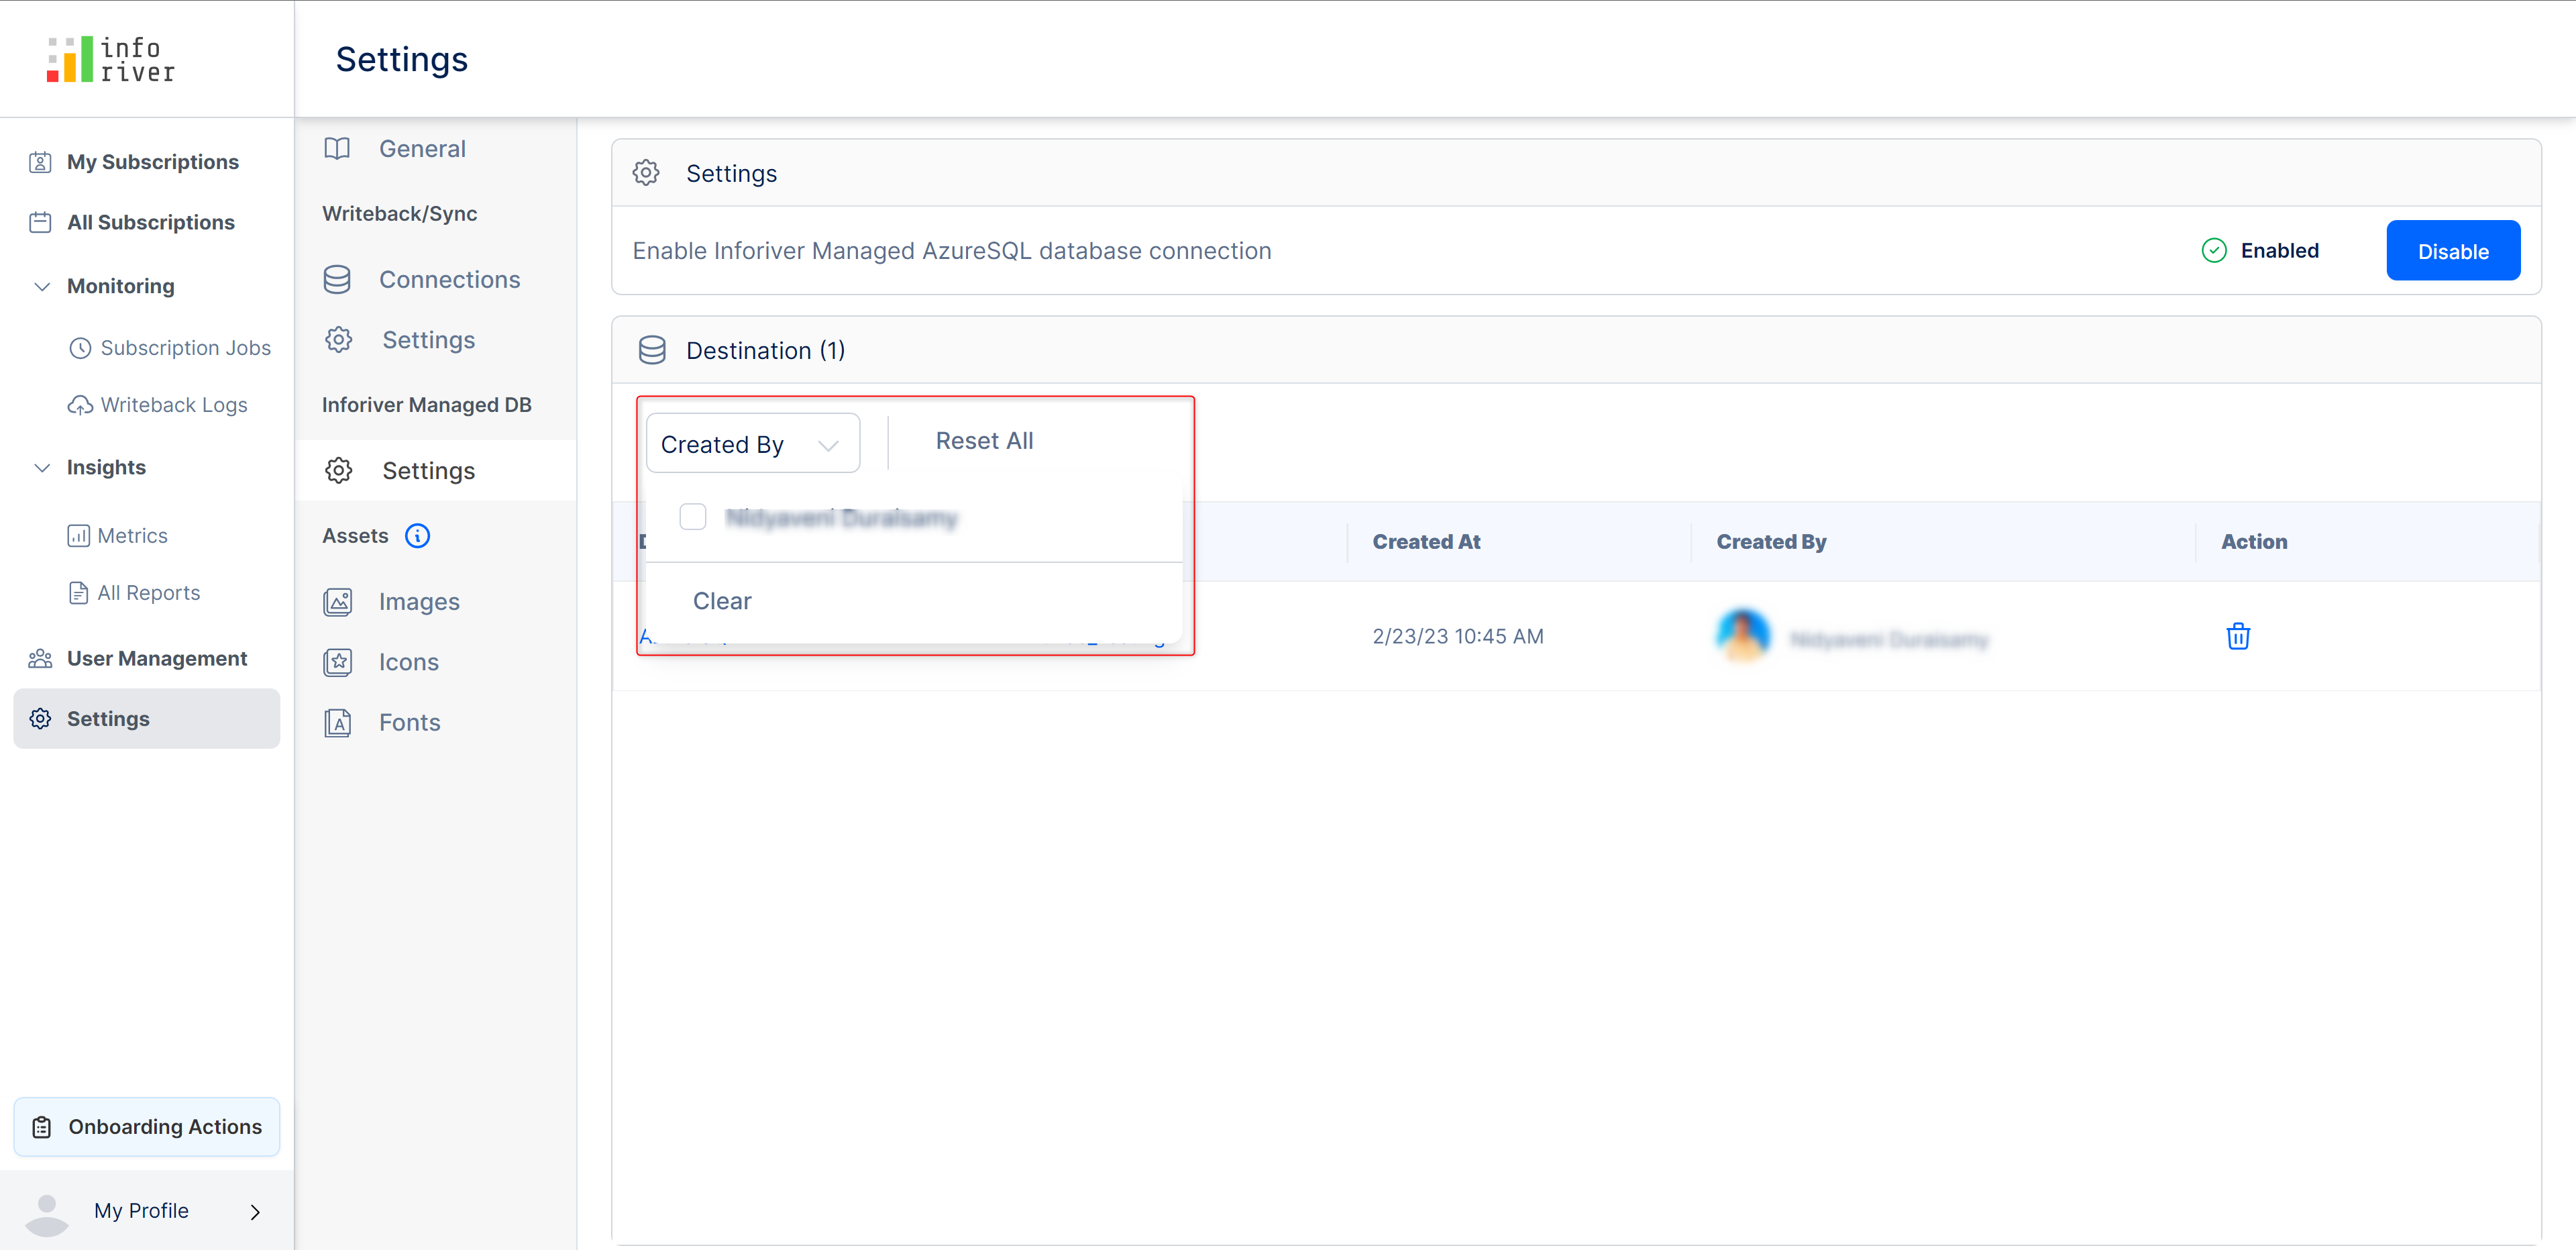 info
river
Settings
My Subscriptions
All Subscriptions
Monitoring
Subscription Jobs
Writeback Logs
Insights
Metrics
All Reports
User Management
Settings
Onboarding Actions
My Profile
General
Writeback/Sync
Connections
Settings
Inforiver Managed DB
Settings
Assets
Images
Icons
Fonts
Settings
Enable Inforiver Managed AzureSQL database connection
Enabled
Disable
Destination (1)
Created By
Reset All
Clear
Created At
Created By
Action
2/23/23 10:45 AM